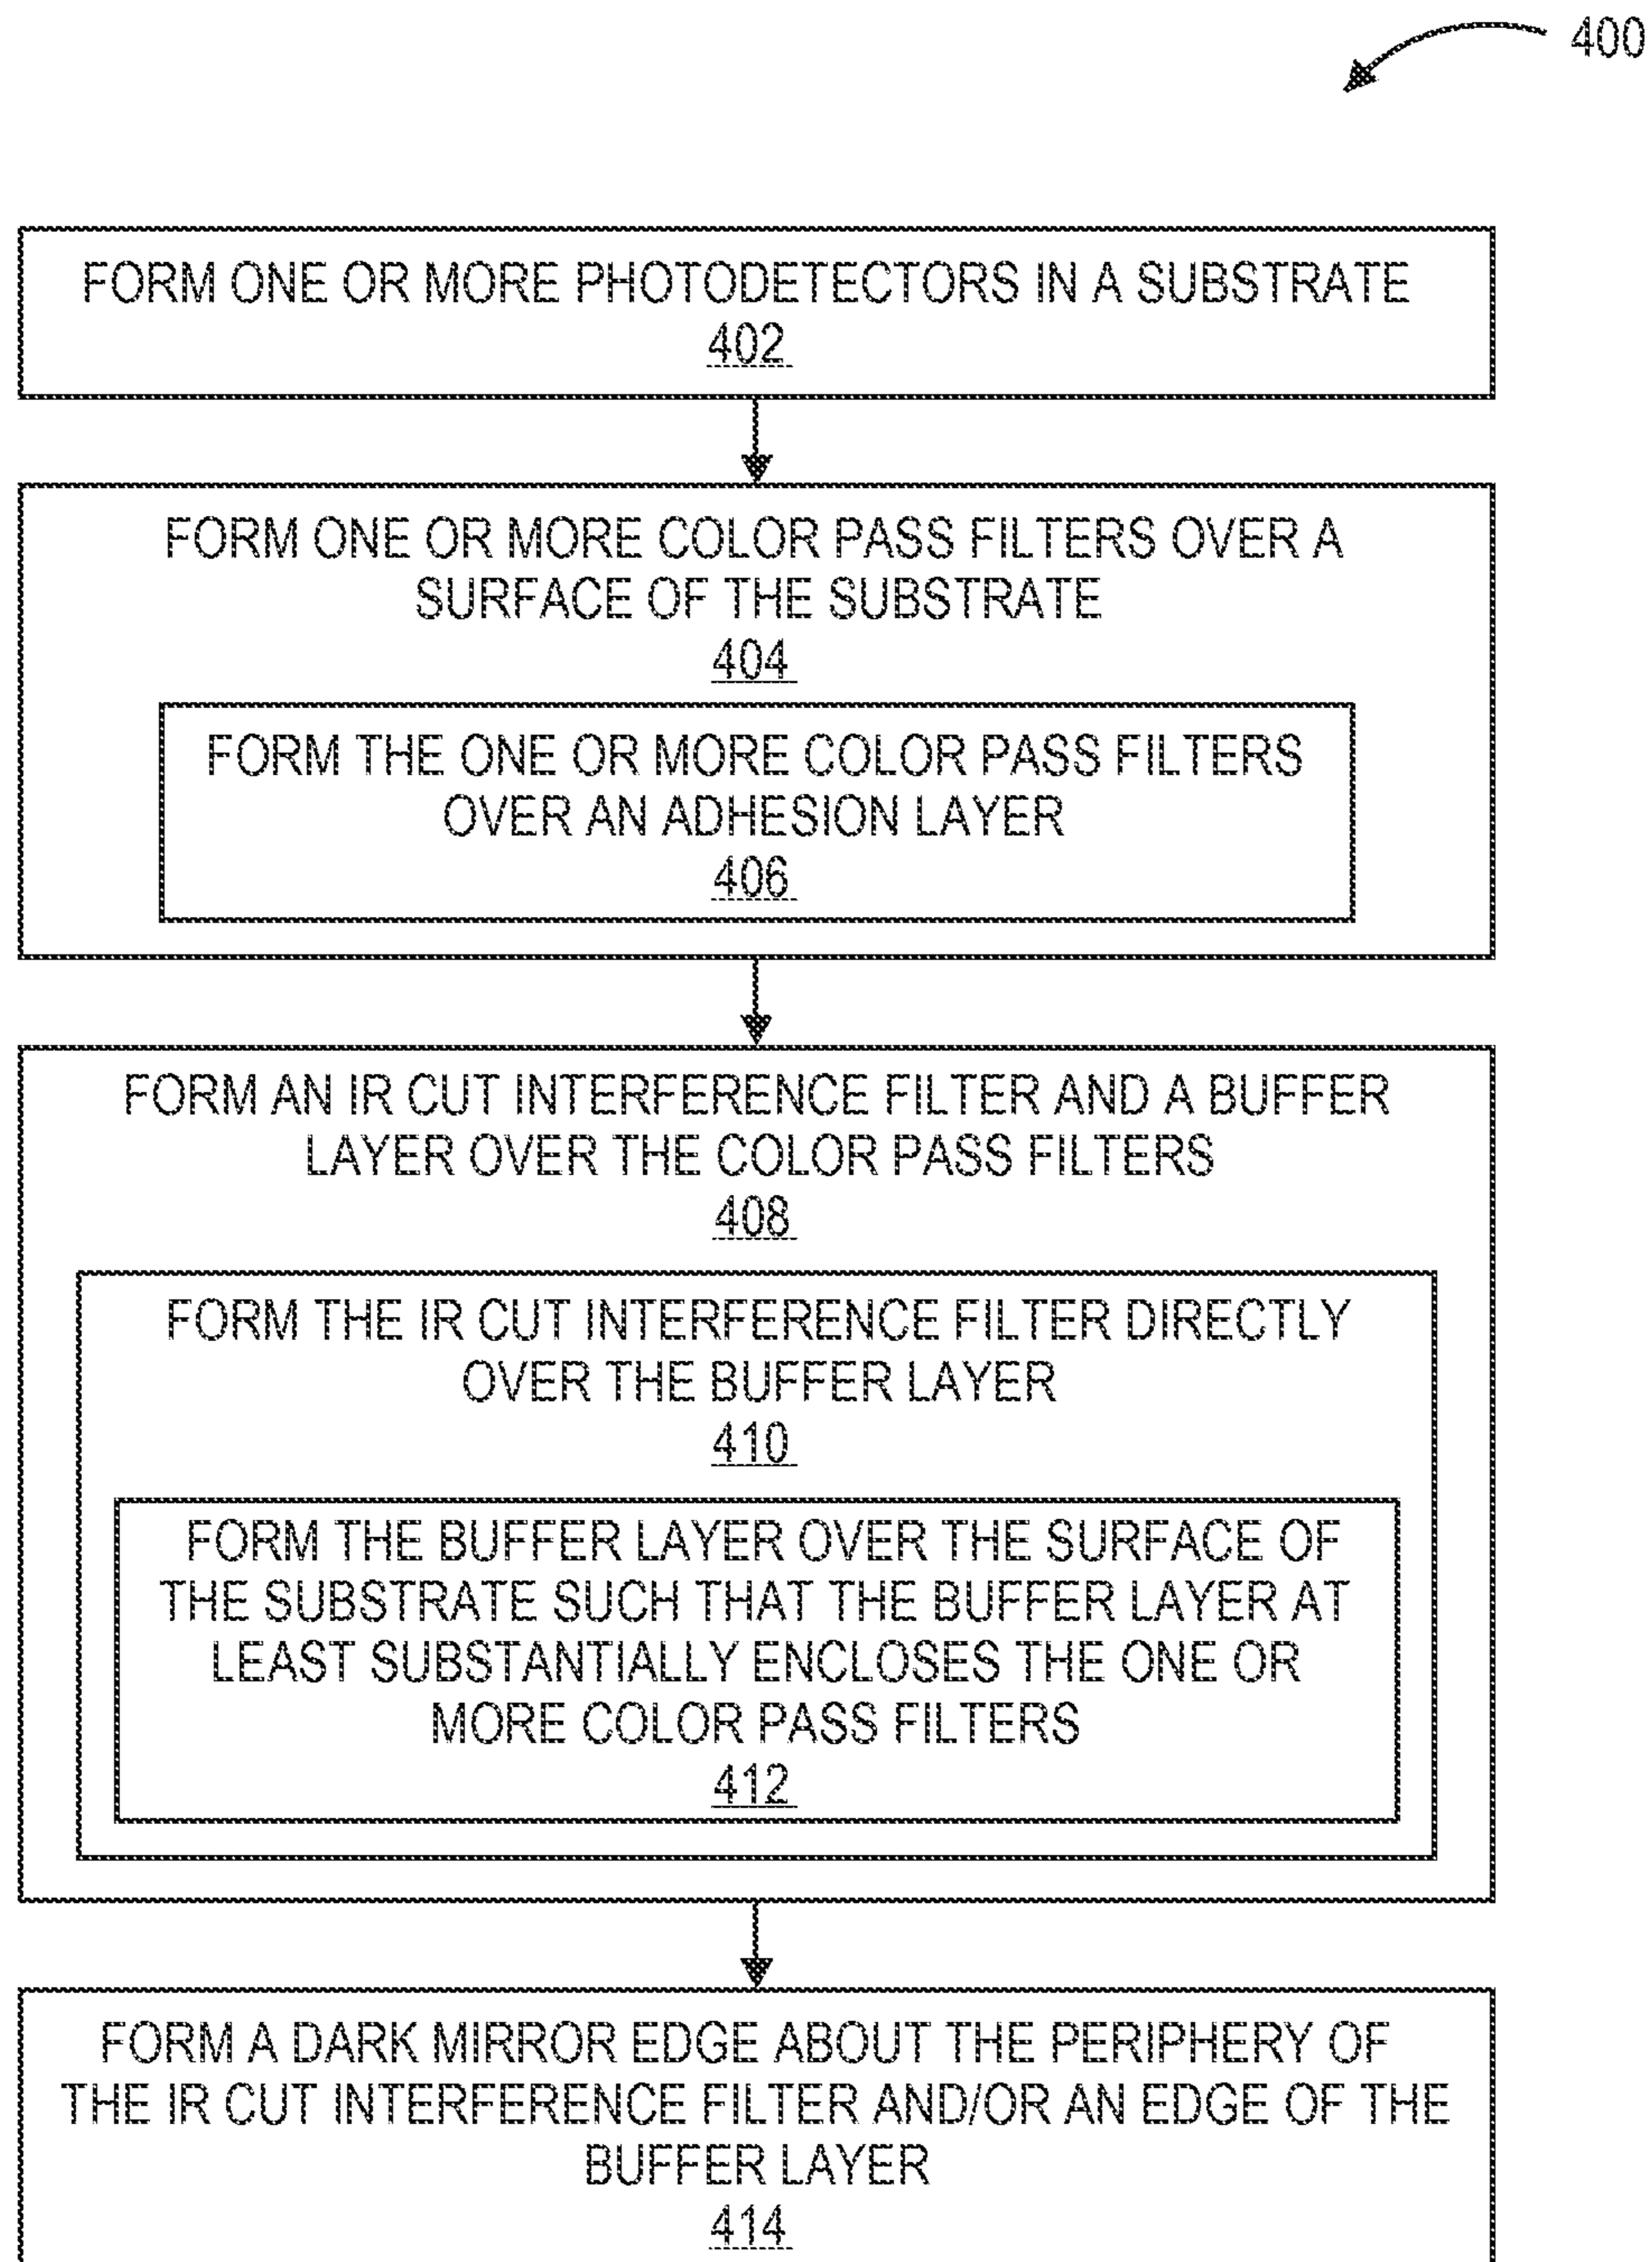 400
FORM ONE OR MORE PHOTODETECTORS IN A SUBSTRATE
402
FORM ONE OR MORE COLOR PASS FILTERS OVER A
SURFACE OF THE SUBSTRATE
404
FORM THE ONE OR MORE COLOR PASS FILTERS
OVER AN ADHESION LAYER
406
FORM AN IR CUT INTERFERENCE FILTER AND A BUFFER
LAYER OVER THE COLOR PASS FILTERS
408
FORM THE IR CUT INTERFERENCE FILTER DIRECTLY
OVER THE BUFFER LAYER
410
FORM THE BUFFER LAYER OVER THE SURFACE OF
THE SUBSTRATE SUCH THAT THE BUFFER LAYER AT
LEAST SUBSTANTIALLY ENCLOSES THE ONE OR
MORE COLOR PASS FILTERS
412
FORM A DARK MIRROR EDGE ABOUT THE PERIPHERY OF
THE IR CUT INTERFERENCE FILTER AND/OR AN EDGE OF THE
BUFFER LAYER
414